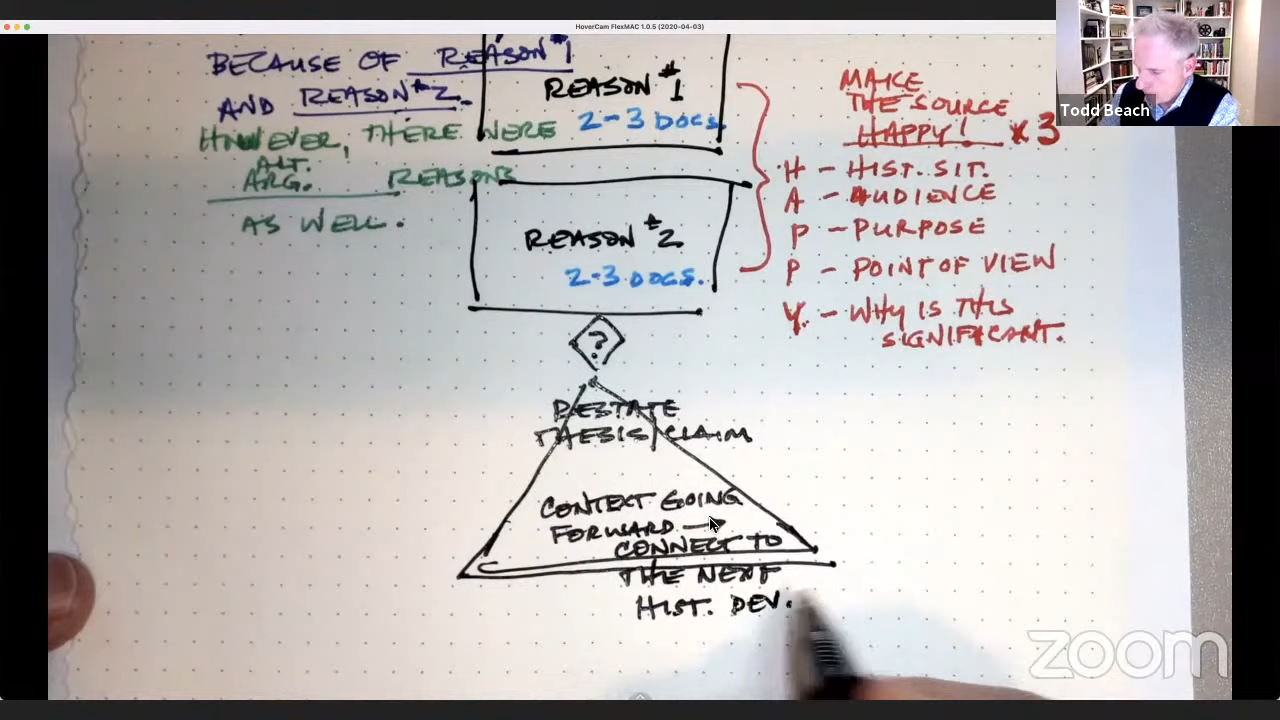 HoverCam FlexMAC 1.0.5 (2020-04-03)
Todd Beach
BECAUSE OF REASON #1
AND REASON #2.
HOWEVER, THERE WERE
ALT.
ARG. REASONS
AS WELL.
REASON #1
2-3 DOCS.
REASON #2
2-3 DOCS.
MAKE
THE SOURCE
HAPPY! x 3
H - HIST. SIT.
A - AUDIENCE
P - PURPOSE
P - POINT OF VIEW
Y. - WHY IS THIS
SIGNIFICANT.
?
RESTATE
THESIS/CLAIM
CONTEXT GOING
FORWARD →
CONNECT TO
THE NEXT
HIST. DEV.
zoom